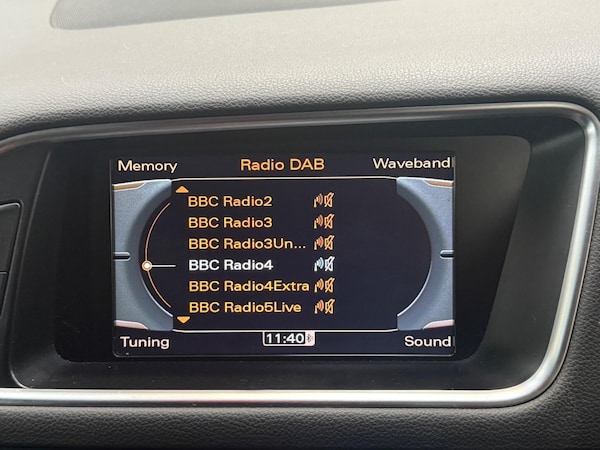 Memory Radio DAB Waveband
BBC Radio2
BBC Radio3
BBC Radio3Un...
BBC Radio4
BBC Radio4Extra
BBC Radio5Live
11:40
Tuning Sound